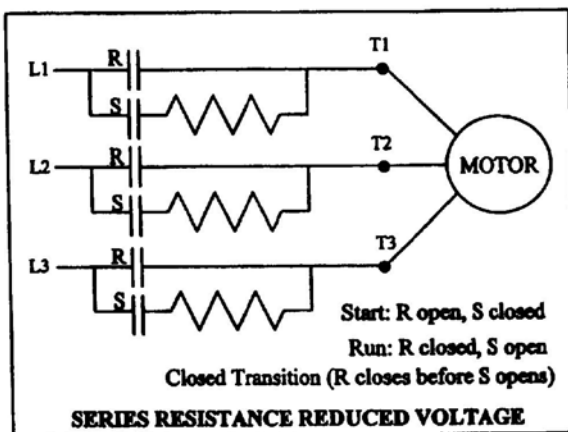 T1
L1 R
S
T2
L2 R
S
MOTOR
T3
L3 R
S
Start: R open, S closed
Run: R closed, S open
Closed Transition (R closes before S opens)
SERIES RESISTANCE REDUCED VOLTAGE